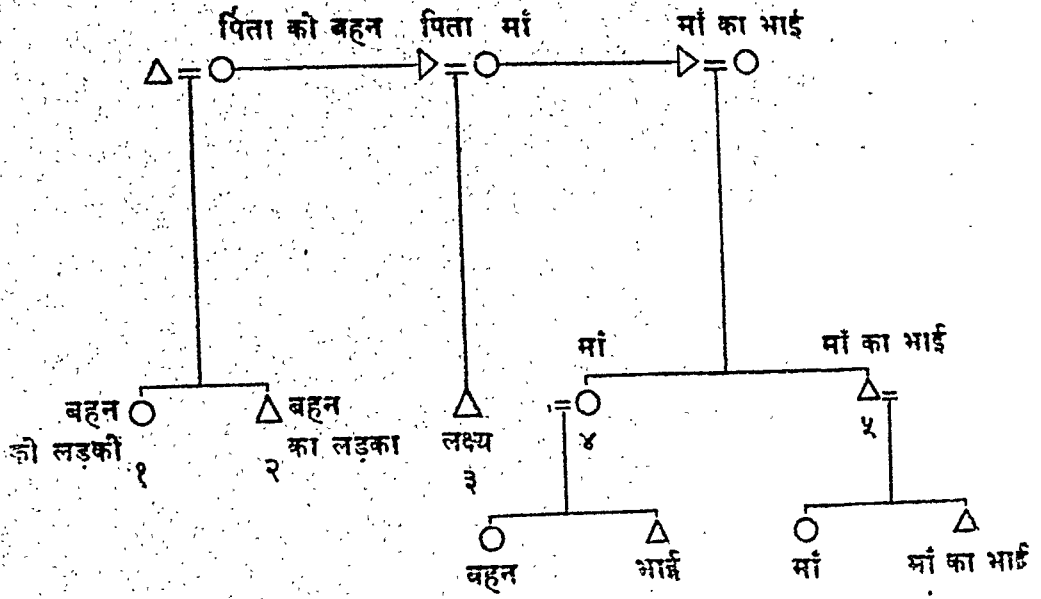 पिता को बहन पिता माँ माँ का भाई
मां माँ का भाई
बहन
को लड़की
१
बहन
का लड़का
२
लक्ष्य
३
४
५
बहन भाई माँ माँ का भाई